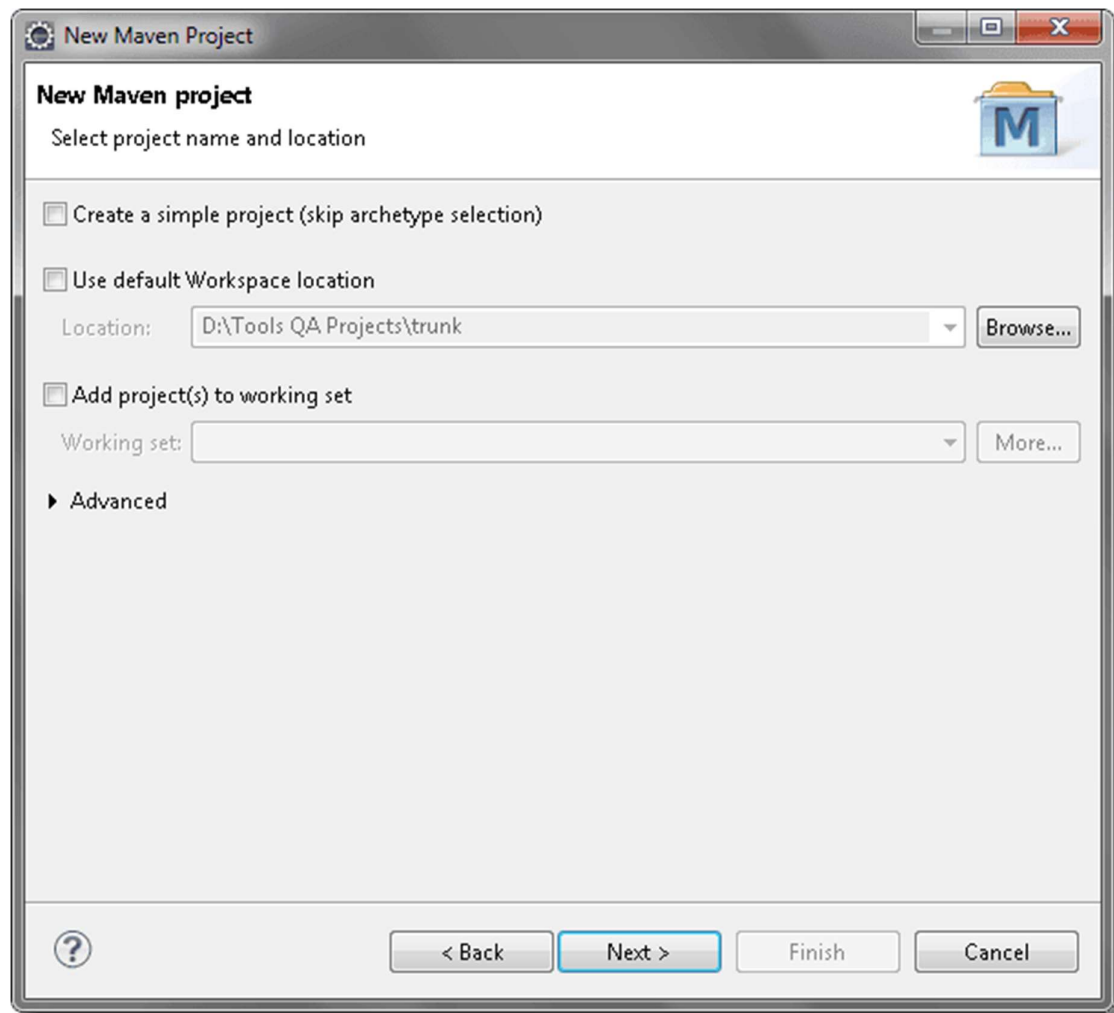 New Maven Project
New Maven project
Select project name and location
M
Create a simple project (skip archetype selection)
Use default Workspace location
Location: D:\Tools QA Projects\trunk Browse...
Add project(s) to working set
Working set: More...
Advanced
? < Back Next > Finish Cancel